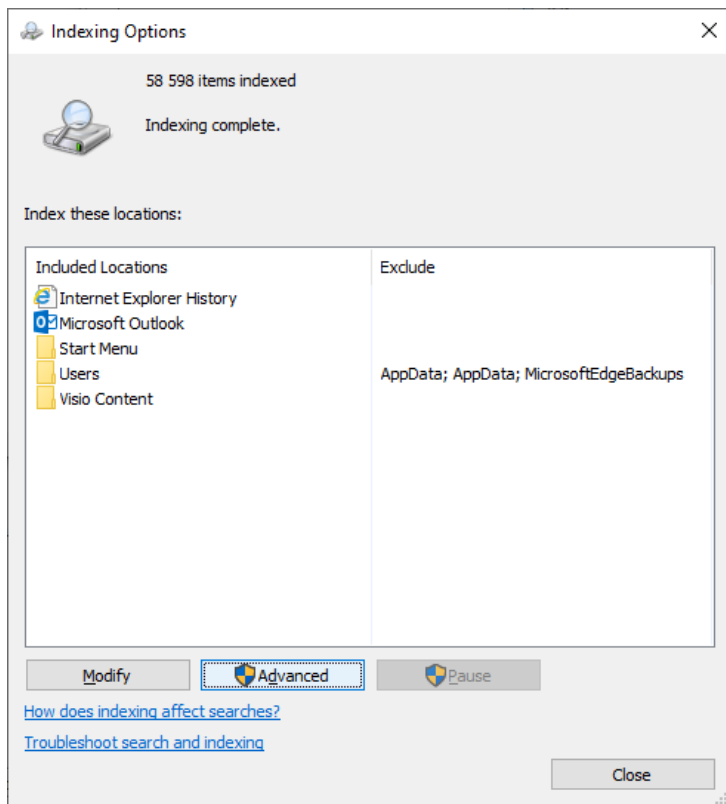 Indexing Options
58 598 items indexed
Indexing complete.
Index these locations:
Included Locations Exclude
Internet Explorer History
Microsoft Outlook
Start Menu
Users AppData; AppData; MicrosoftEdgeBackups
Visio Content
Modify Advanced Pause
How does indexing affect searches?
Troubleshoot search and indexing
Close